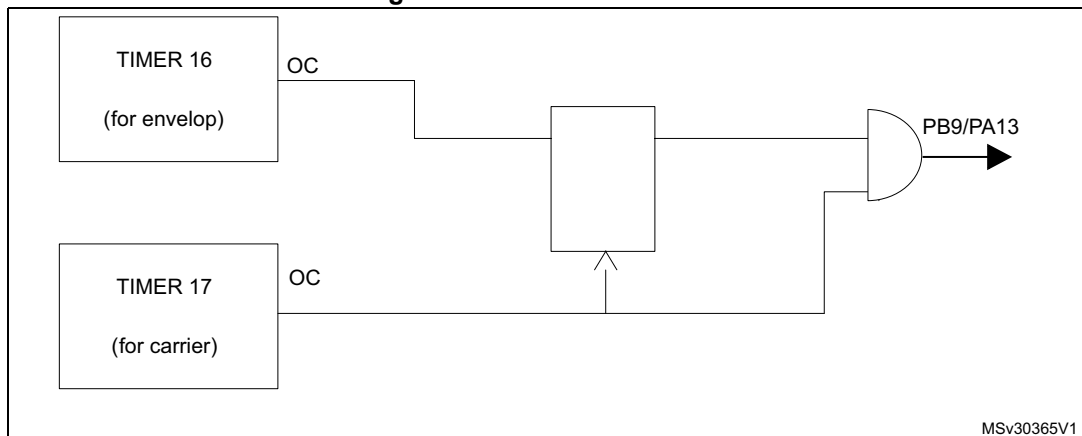 TIMER 16
OC
(for envelop)
PB9/PA13
TIMER 17
OC
(for carrier)
MSv30365V1